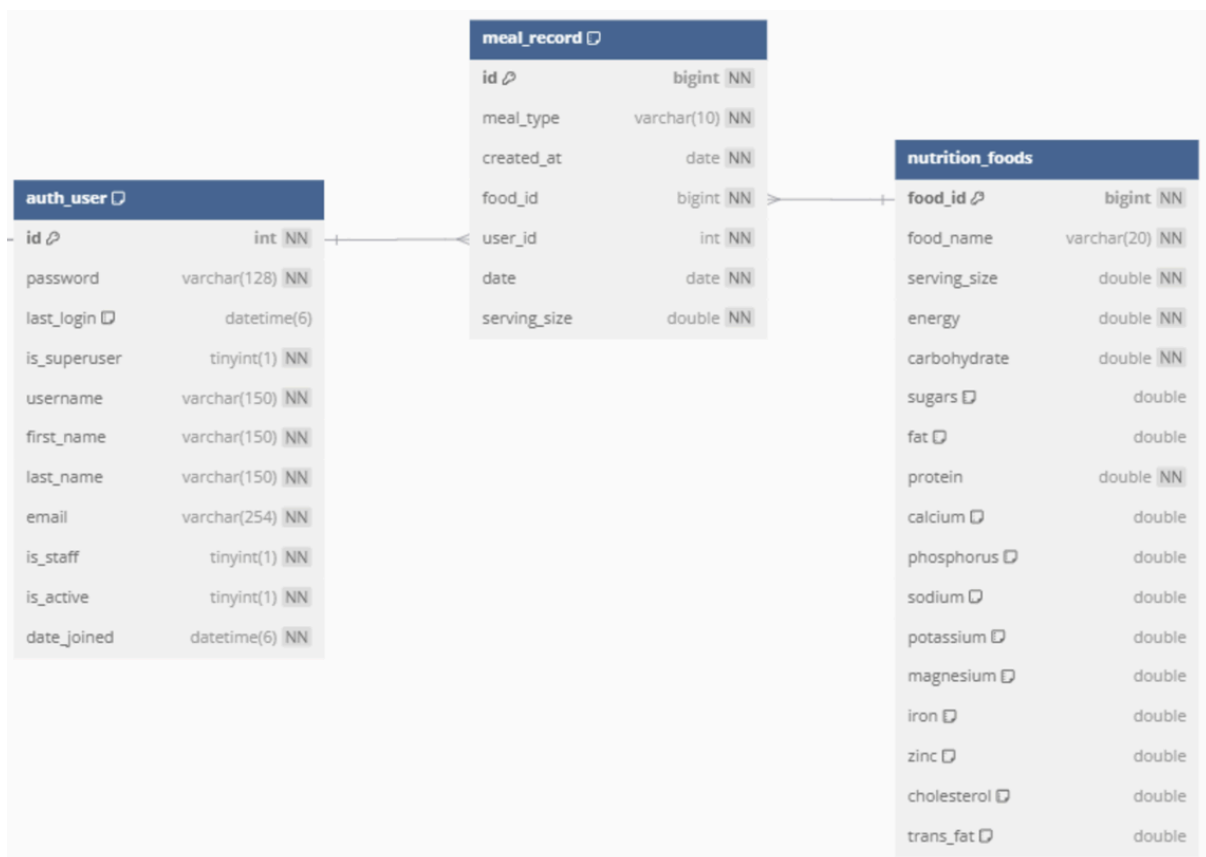 meal_record
id bigint NN
meal_type varchar(10) NN
created_at date NN
food_id bigint NN
user_id int NN
date date NN
serving_size double NN
auth_user
id int NN
password varchar(128) NN
last_login datetime(6)
is_superuser tinyint(1) NN
username varchar(150) NN
first_name varchar(150) NN
last_name varchar(150) NN
email varchar(254) NN
is_staff tinyint(1) NN
is_active tinyint(1) NN
date_joined datetime(6) NN
nutrition_foods
food_id bigint NN
food_name varchar(20) NN
serving_size double NN
energy double NN
carbohydrate double NN
sugars double
fat double
protein double NN
calcium double
phosphorus double
sodium double
potassium double
magnesium double
iron double
zinc double
cholesterol double
trans_fat double